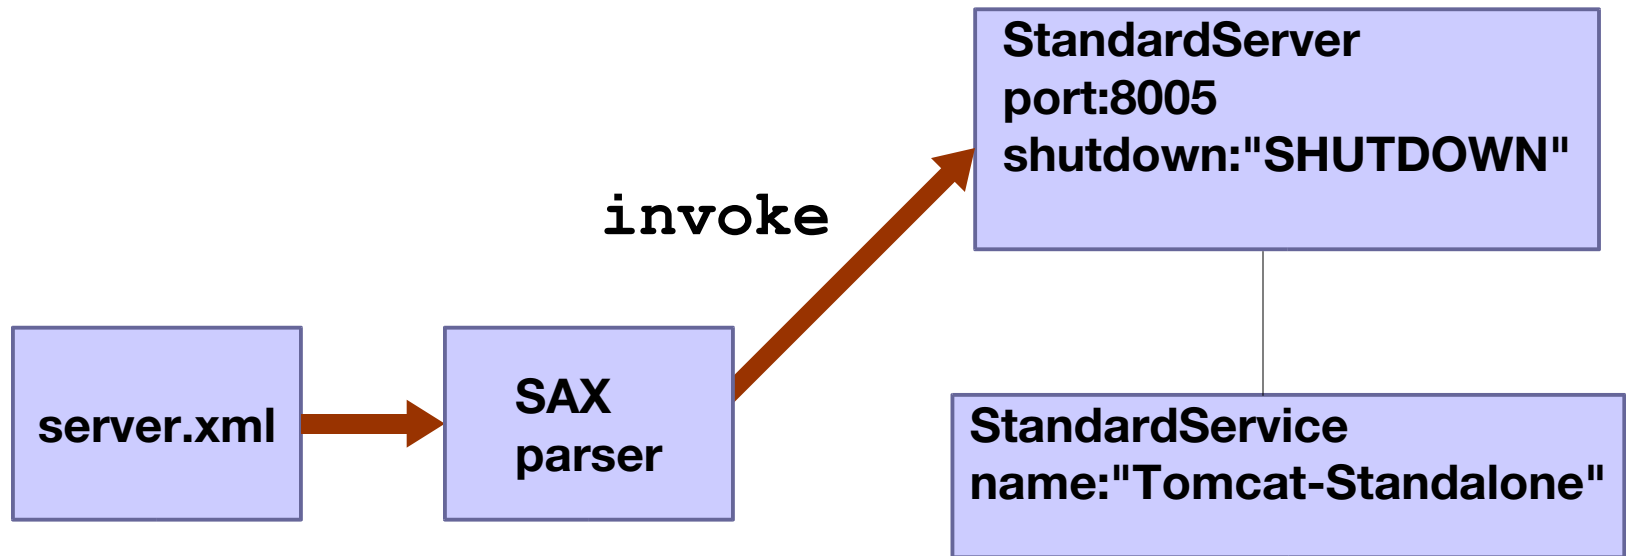 StandardServer
port:8005
shutdown:"SHUTDOWN"
invoke
server.xml
SAX
parser
StandardService
name:"Tomcat-Standalone"